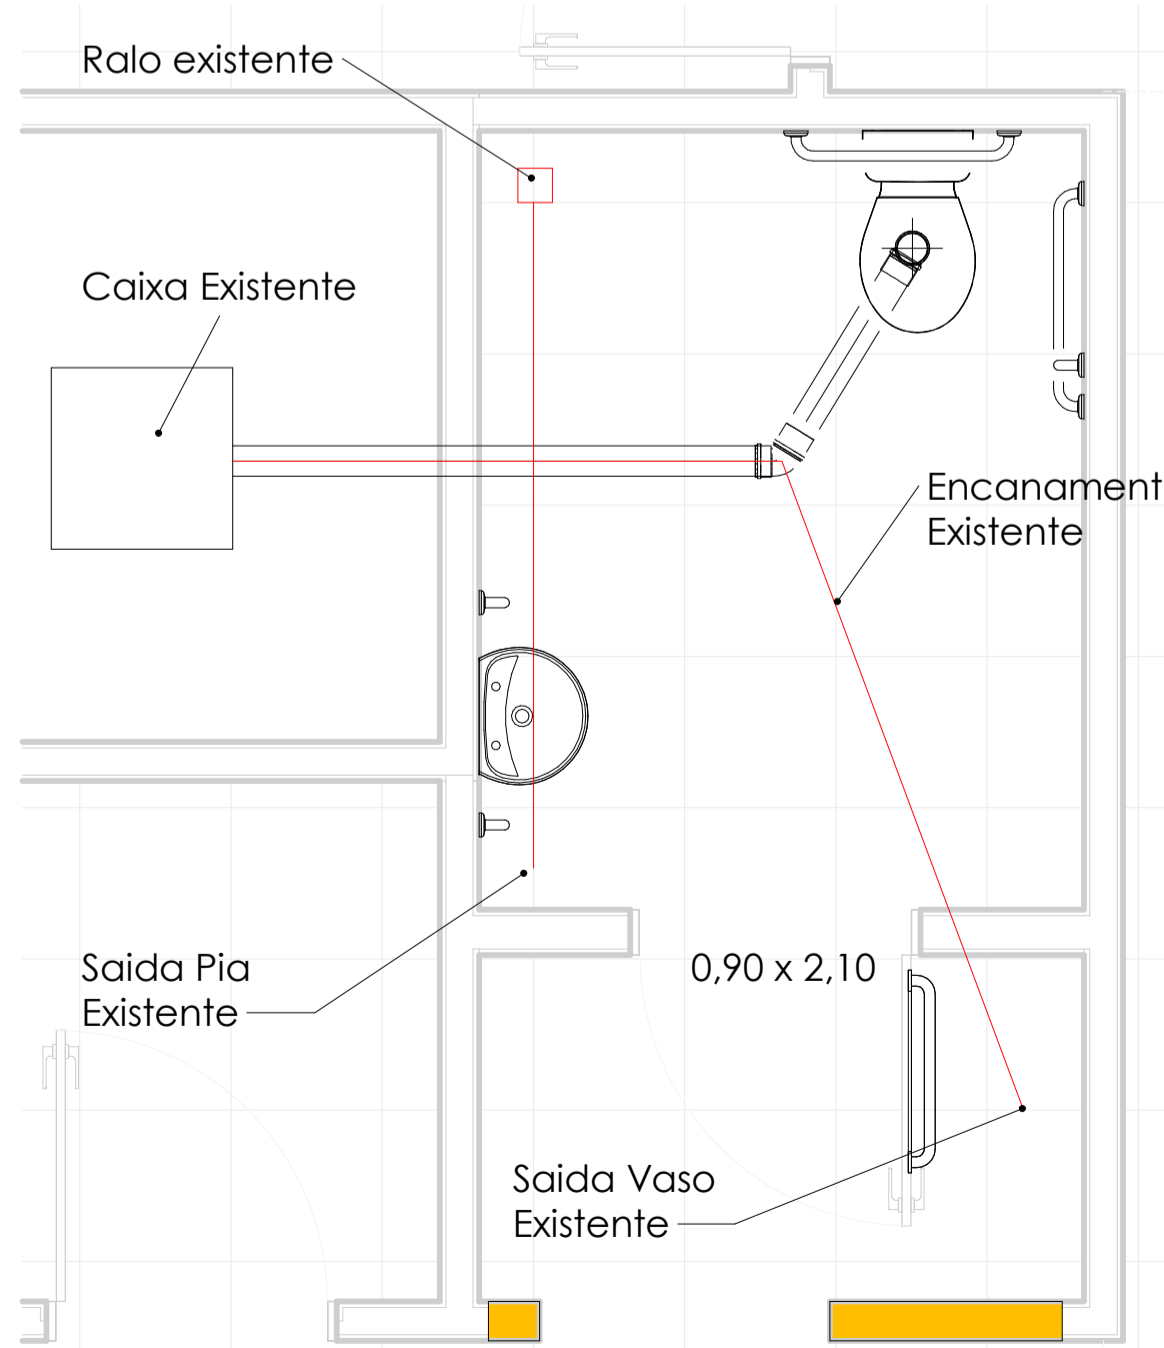 Ralo existente
Caixa Existente
Encanament
Existente
Saida Pia
Existente
0,90 x 2,10
Saida Vaso
Existente